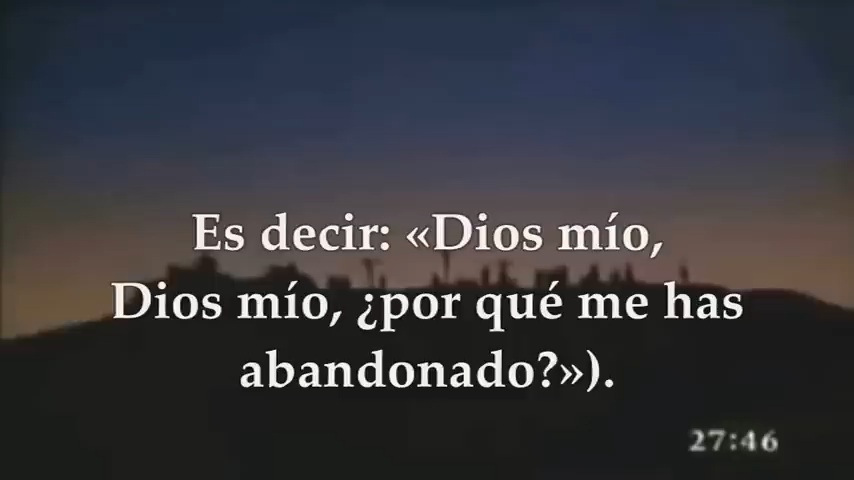 Es decir: «Dios mío,
Dios mío, ¿por qué me has
abandonado?»).
27:46